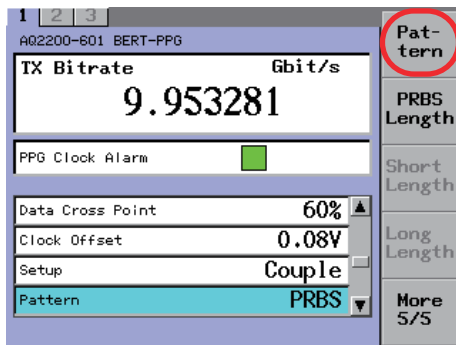 1 2 3
AQ2200-601 BERT-PPG
TX Bitrate Gbit/s
9.953281
PPG Clock Alarm
Data Cross Point 60%
Clock Offset 0.08V
Setup Couple
Pattern PRBS
Pat-
tern
PRBS
Length
Short
Length
Long
Length
More
5/5